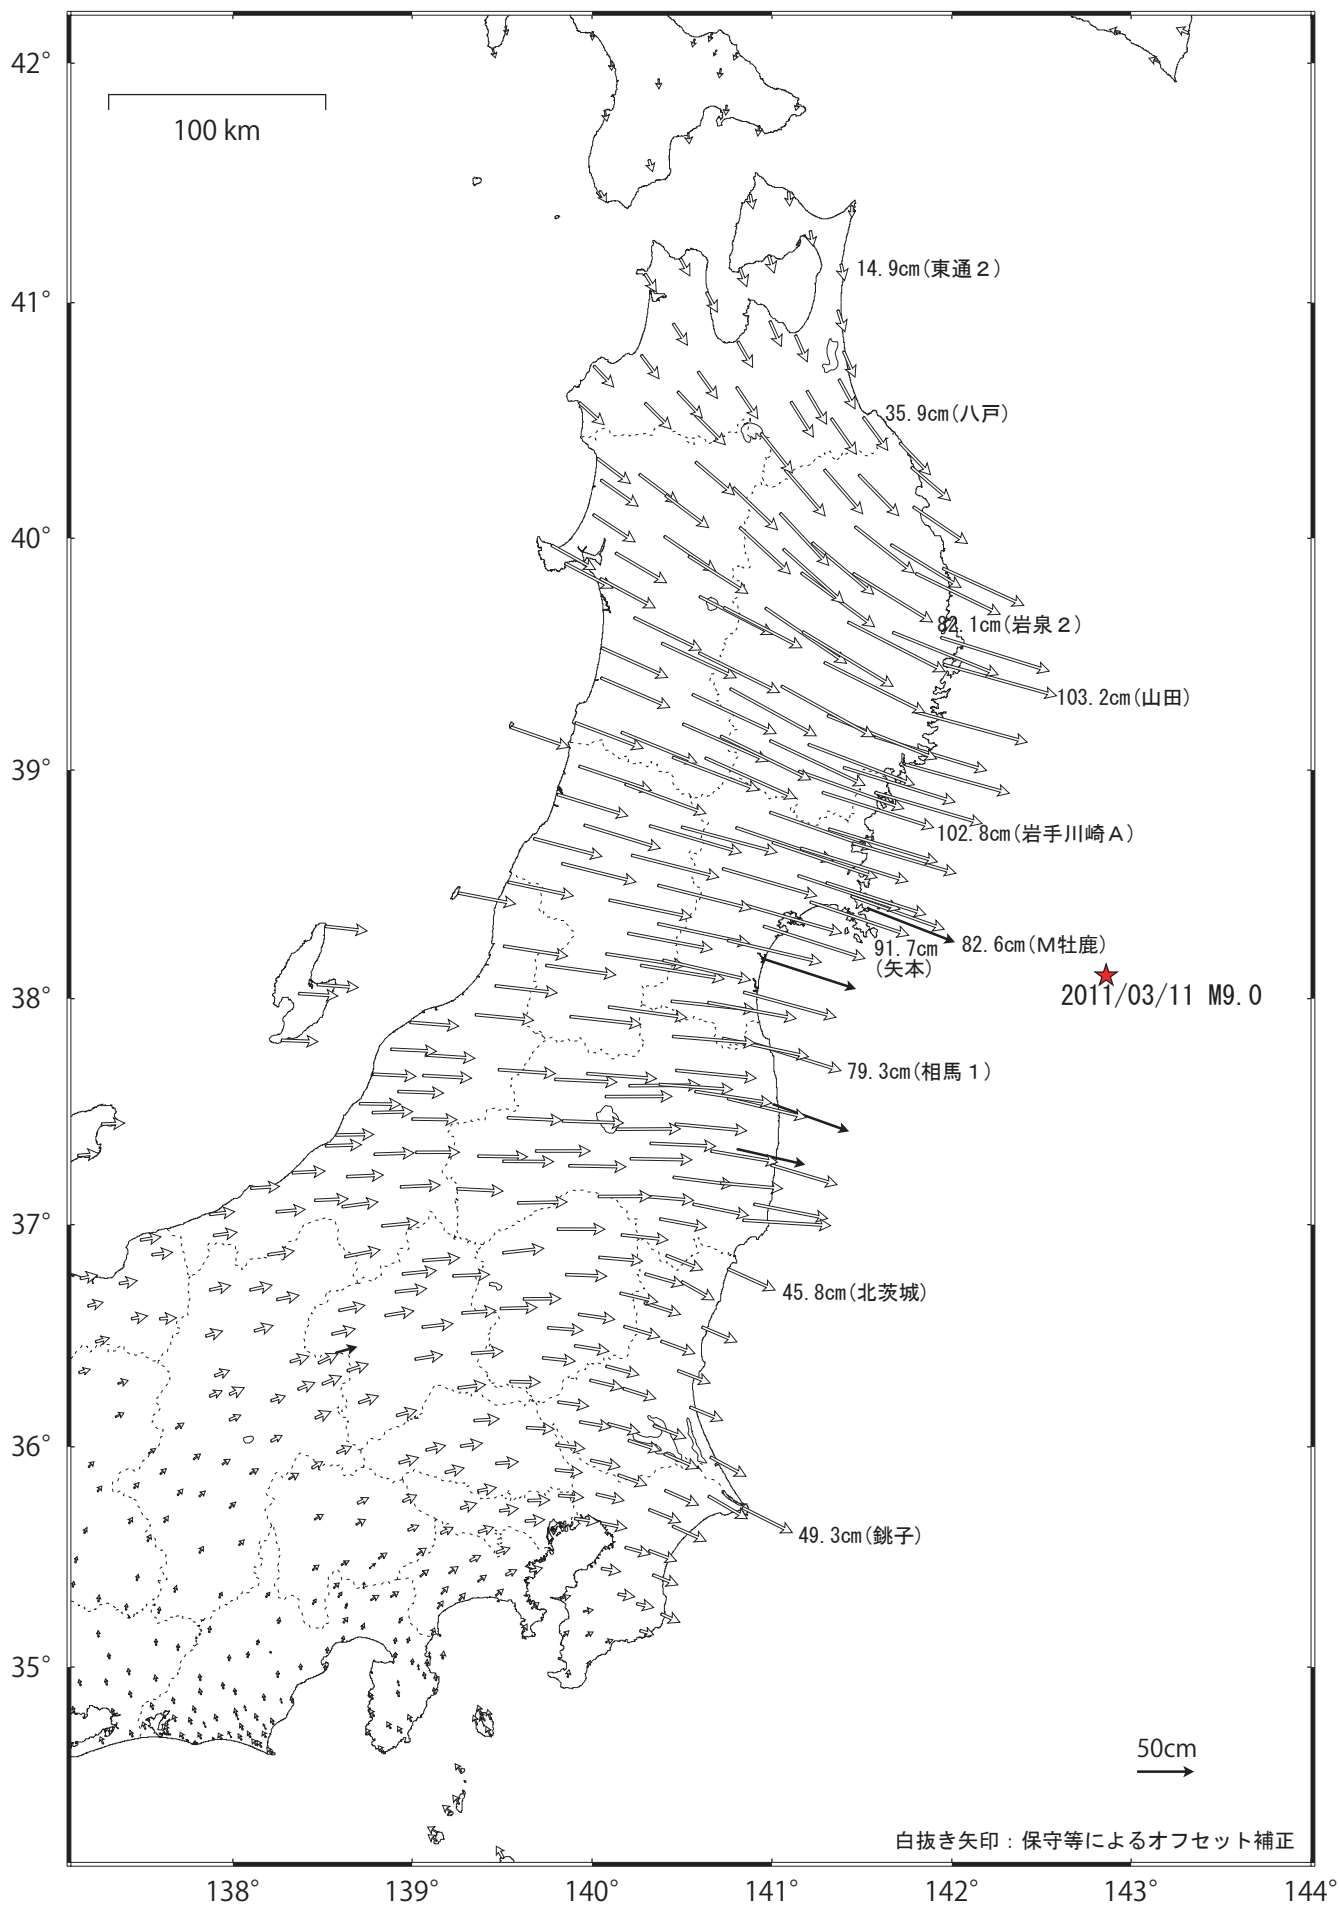 42°
100 km
14.9cm(東通２)
41°
35.9cm(八戸)
40°
82.1cm(岩泉２)
103.2cm(山田)
39°
102.8cm(岩手川崎Ａ)
91.7cm
(矢本)
82.6cm(Ｍ牡鹿)
38°
2011/03/11 M9.0
79.3cm(相馬１)
37°
45.8cm(北茨城)
36°
49.3cm(銚子)
35°
50cm
白抜き矢印：保守等によるオフセット補正
138°
139°
140°
141°
142°
143°
144°